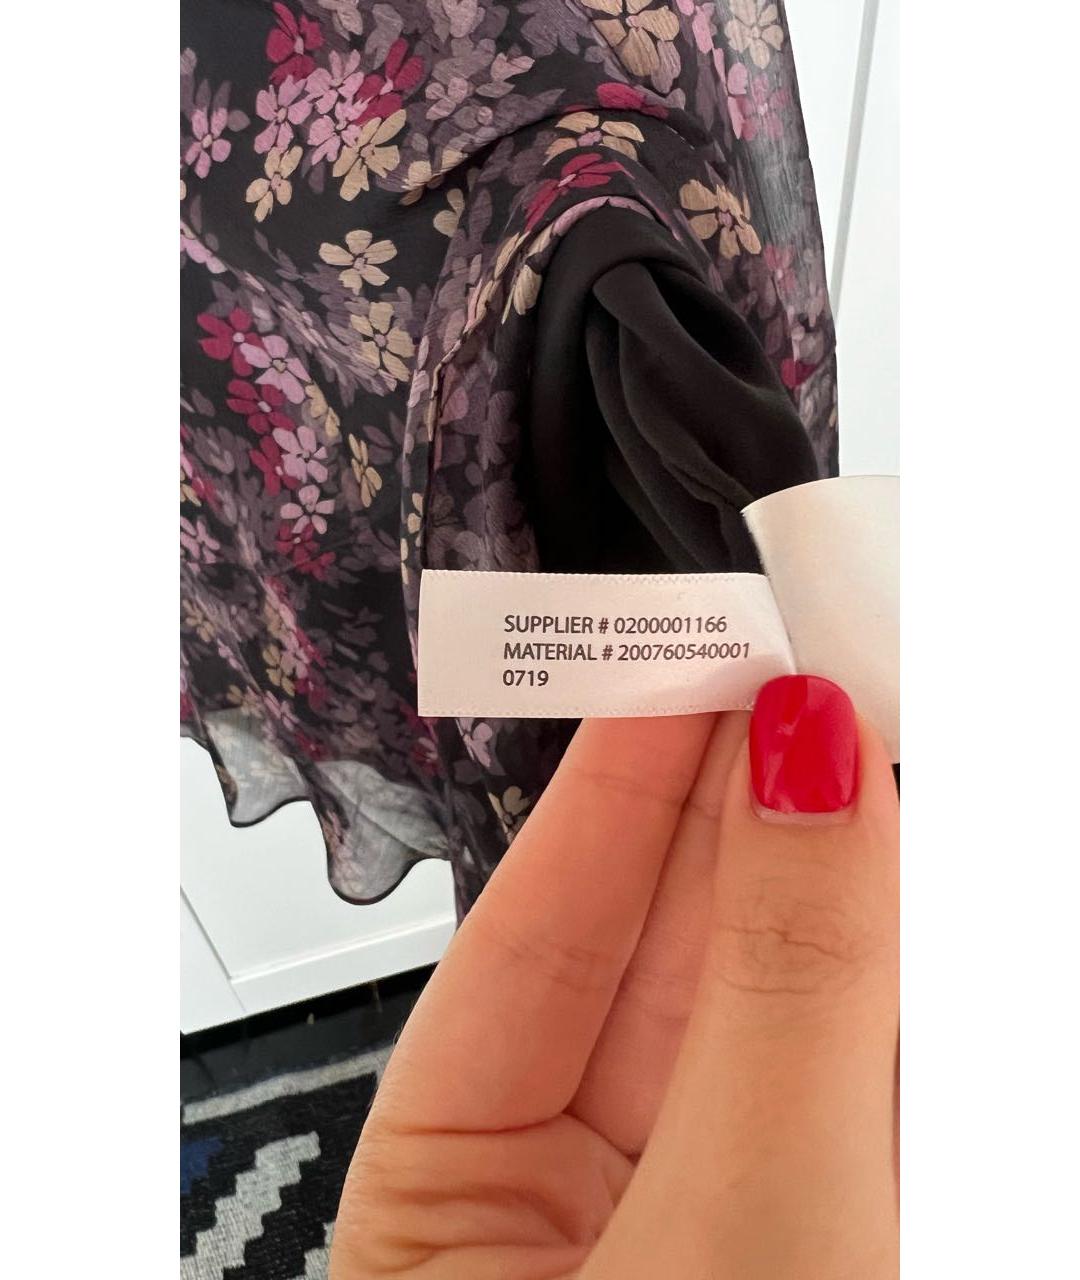 SUPPLIER # 0200001166
MATERIAL # 200760540001
0719